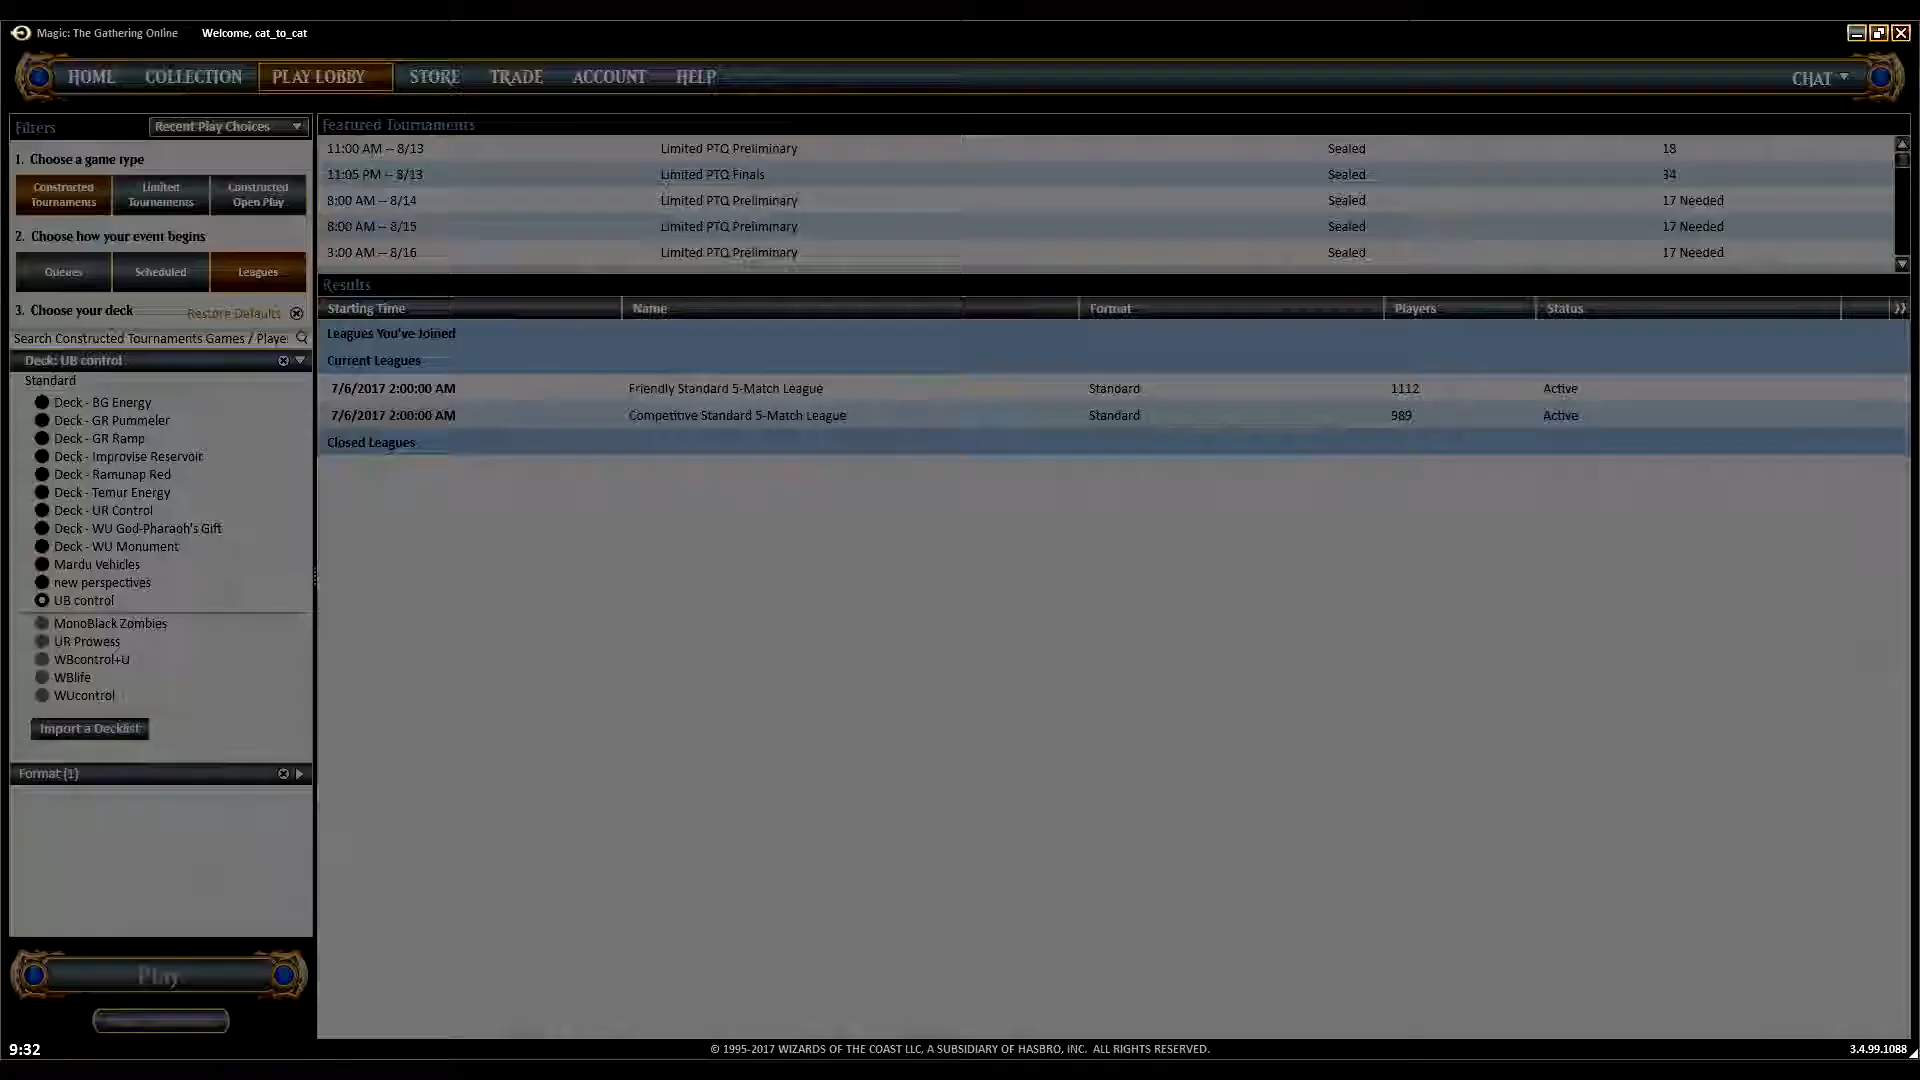 Magic: The Gathering Online Welcome, cat_to_cat
HOME COLLECTION PLAY LOBBY STORE TRADE ACCOUNT HELP CHAT
Filters Recent Play Choices
1. Choose a game type
Constructed Tournaments Limited Tournaments Constructed Open Play
2. Choose how your event begins
Queues Scheduled Leagues
3. Choose your deck Restore Defaults
Search Constructed Tournaments Games / Playe
Deck: UB control
Standard
Deck - BG Energy
Deck - GR Pummeler
Deck - GR Ramp
Deck - Improvise Reservoir
Deck - Ramunap Red
Deck - Temur Energy
Deck - UR Control
Deck - WU God-Pharaoh's Gift
Deck - WU Monument
Mardu Vehicles
new perspectives
UB control
MonoBlack Zombies
UR Prowess
WBcontrol+U
WBlife
WUcontrol
Import a Decklist
Format (1)
Play
9:32
Featured Tournaments
11:00 AM – 8/13 Limited PTQ Preliminary Sealed 18
11:05 PM – 8/13 Limited PTQ Finals Sealed 34
8:00 AM – 8/14 Limited PTQ Preliminary Sealed 17 Needed
8:00 AM – 8/15 Limited PTQ Preliminary Sealed 17 Needed
3:00 AM – 8/16 Limited PTQ Preliminary Sealed 17 Needed
Results
Starting Time Name Format Players Status
Leagues You've Joined
Current Leagues
7/6/2017 2:00:00 AM Friendly Standard 5-Match League Standard 1112 Active
7/6/2017 2:00:00 AM Competitive Standard 5-Match League Standard 989 Active
Closed Leagues
© 1995-2017 WIZARDS OF THE COAST LLC, A SUBSIDIARY OF HASBRO, INC. ALL RIGHTS RESERVED.
3.4.99.1088